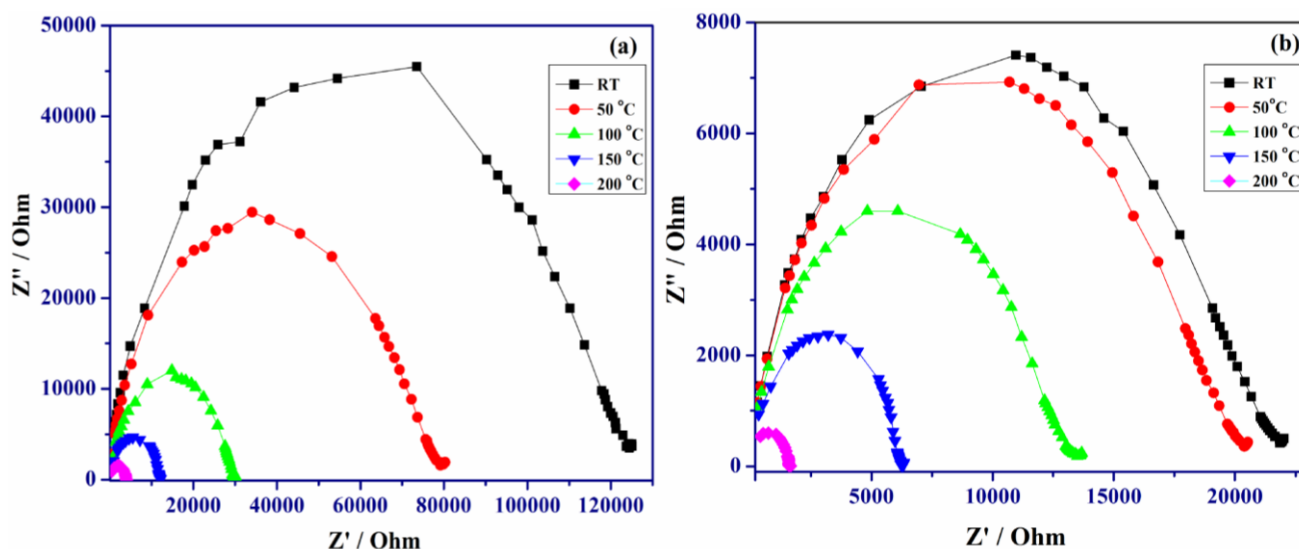 50000
40000
30000
20000
10000
0
Z'' / Ohm
(a)
RT
50 °C
100 °C
150 °C
200 °C
20000 40000 60000 80000 100000 120000
Z' / Ohm
8000
6000
4000
2000
0
Z'' / Ohm
(b)
RT
50°C
100 °C
150 °C
200 °C
5000 10000 15000 20000
Z' / Ohm